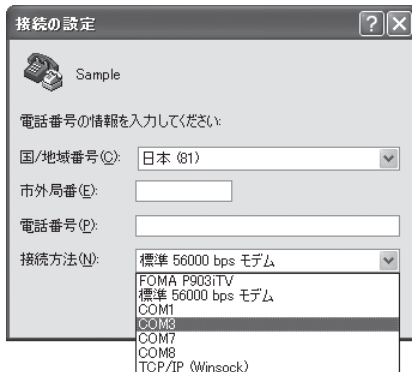 接続の設定
Sample
電話番号の情報を入力してください:
国/地域番号(C): 日本 (81)
市外局番(E):
電話番号(P):
接続方法(N): 標準 56000 bps モデム
FOMA P903iTV
標準 56000 bps モデム
COM1
COM3
COM7
COM8
TCP/IP (Winsock)